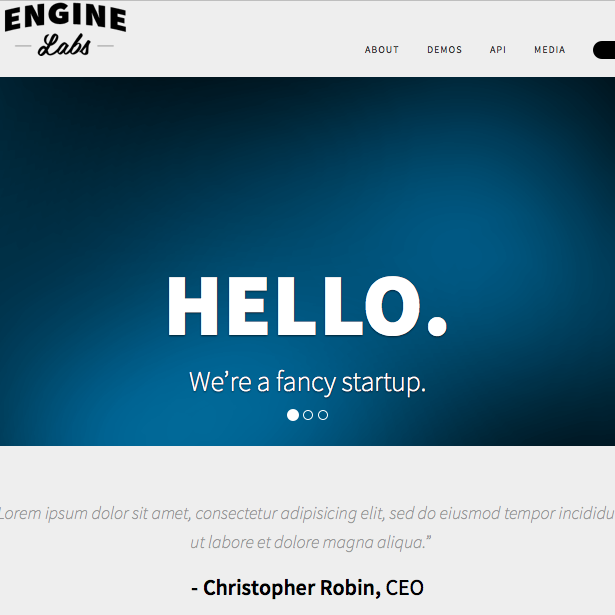 ENGINE
Labs
ABOUT DEMOS API MEDIA
HELLO.
We're a fancy startup.
Lorem ipsum dolor sit amet, consectetur adipisicing elit, sed do eiusmod tempor incididu
ut labore et dolore magna aliqua.”
- Christopher Robin, CEO